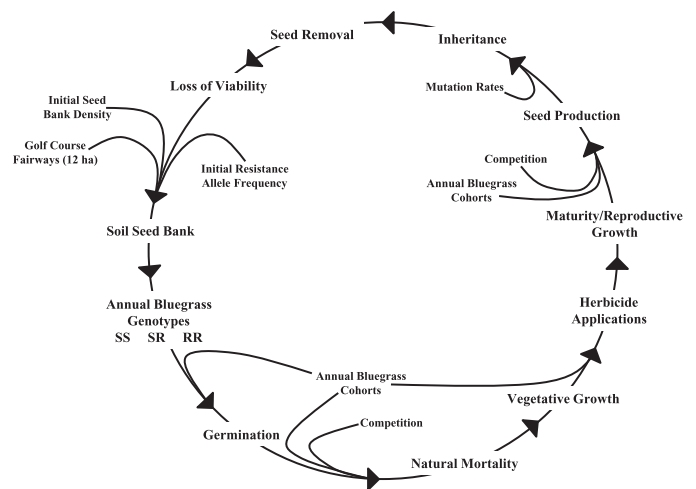 Seed Removal
Inheritance
Loss of Viability
Mutation Rates
Initial Seed
Bank Density
Seed Production
Golf Course
Fairways (12 ha)
Initial Resistance
Allele Frequency
Competition
Annual Bluegrass
Cohorts
Maturity/Reproductive
Growth
Soil Seed Bank
Annual Bluegrass
Genotypes
SS SR RR
Herbicide
Applications
Annual Bluegrass
Cohorts
Vegetative Growth
Competition
Germination
Natural Mortality